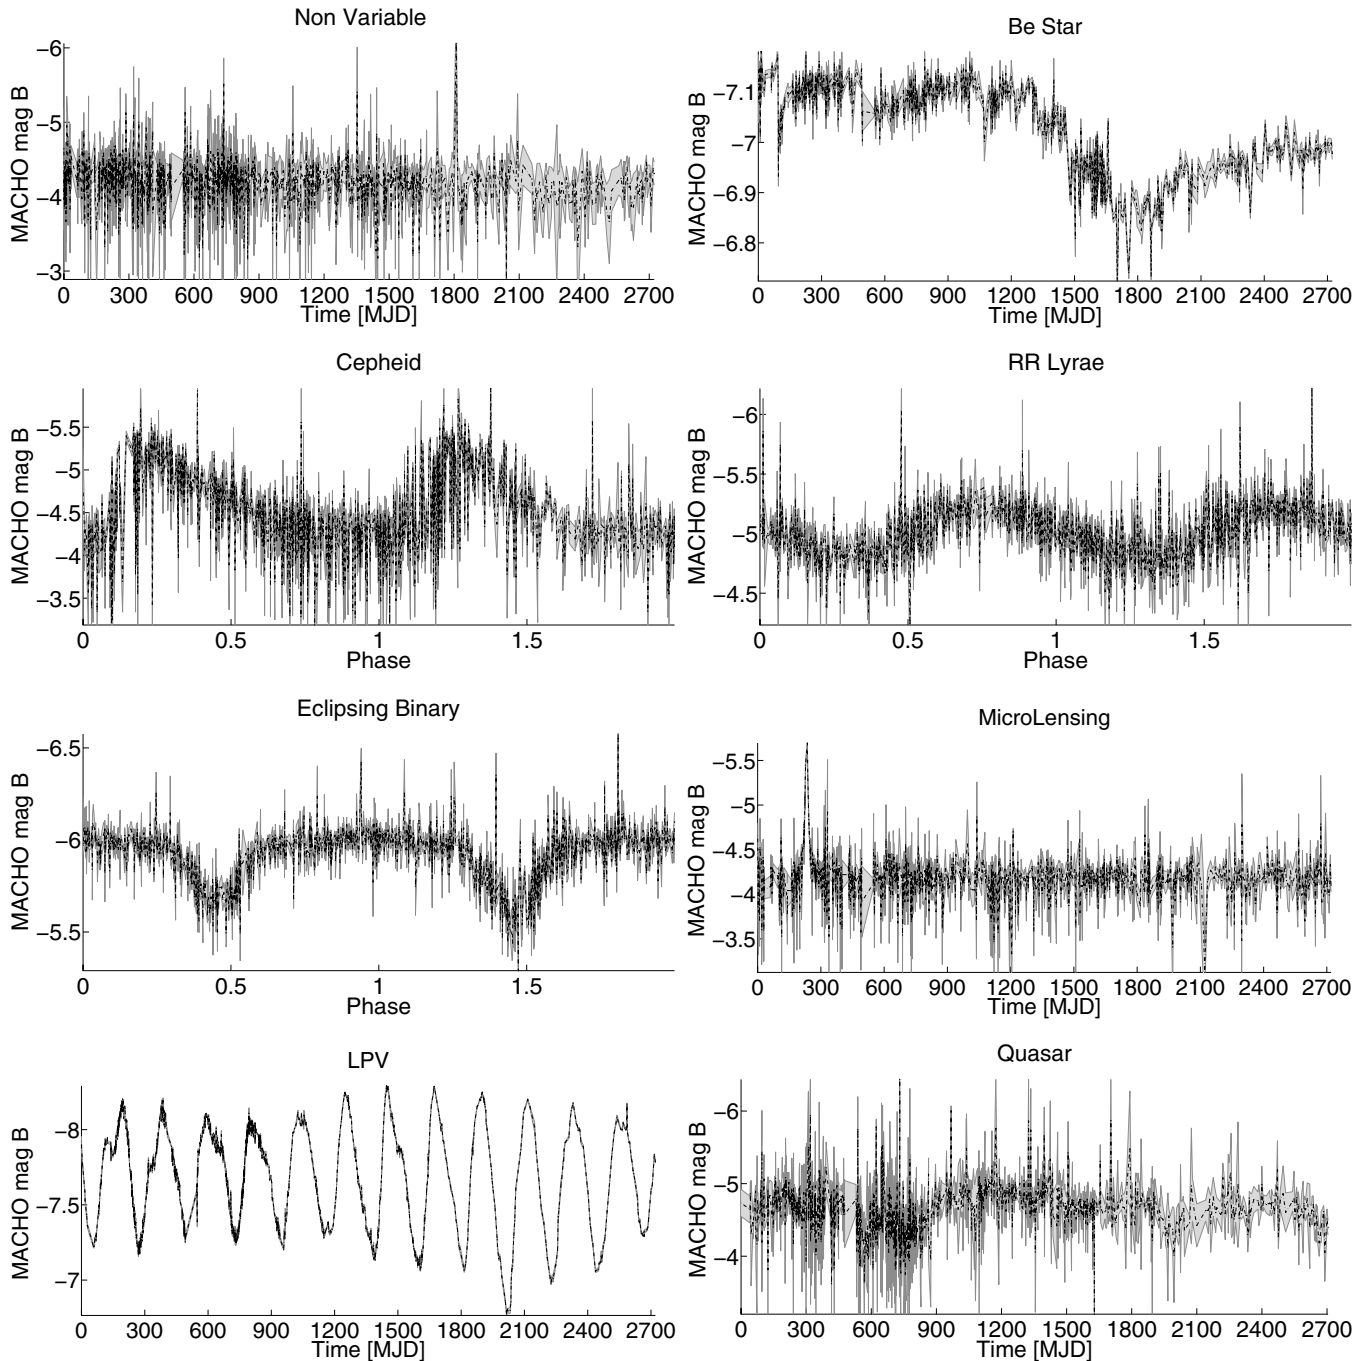 Non Variable
MACHO mag B
−6
−5
−4
−3
0 300 600 900 1200 1500 1800 2100 2400 2700
Time [MJD]
Be Star
MACHO mag B
−7.1
−7
−6.9
−6.8
0 300 600 900 1200 1500 1800 2100 2400 2700
Time [MJD]
Cepheid
MACHO mag B
−5.5
−5
−4.5
−4
−3.5
0 0.5 1 1.5
Phase
RR Lyrae
MACHO mag B
−6
−5.5
−5
−4.5
0 0.5 1 1.5
Phase
Eclipsing Binary
MACHO mag B
−6.5
−6
−5.5
0 0.5 1 1.5
Phase
MicroLensing
MACHO mag B
−5.5
−5
−4.5
−4
−3.5
0 300 600 900 1200 1500 1800 2100 2400 2700
Time [MJD]
LPV
MACHO mag B
−8
−7.5
−7
0 300 600 900 1200 1500 1800 2100 2400 2700
Time [MJD]
Quasar
MACHO mag B
−6
−5
−4
0 300 600 900 1200 1500 1800 2100 2400 2700
Time [MJD]